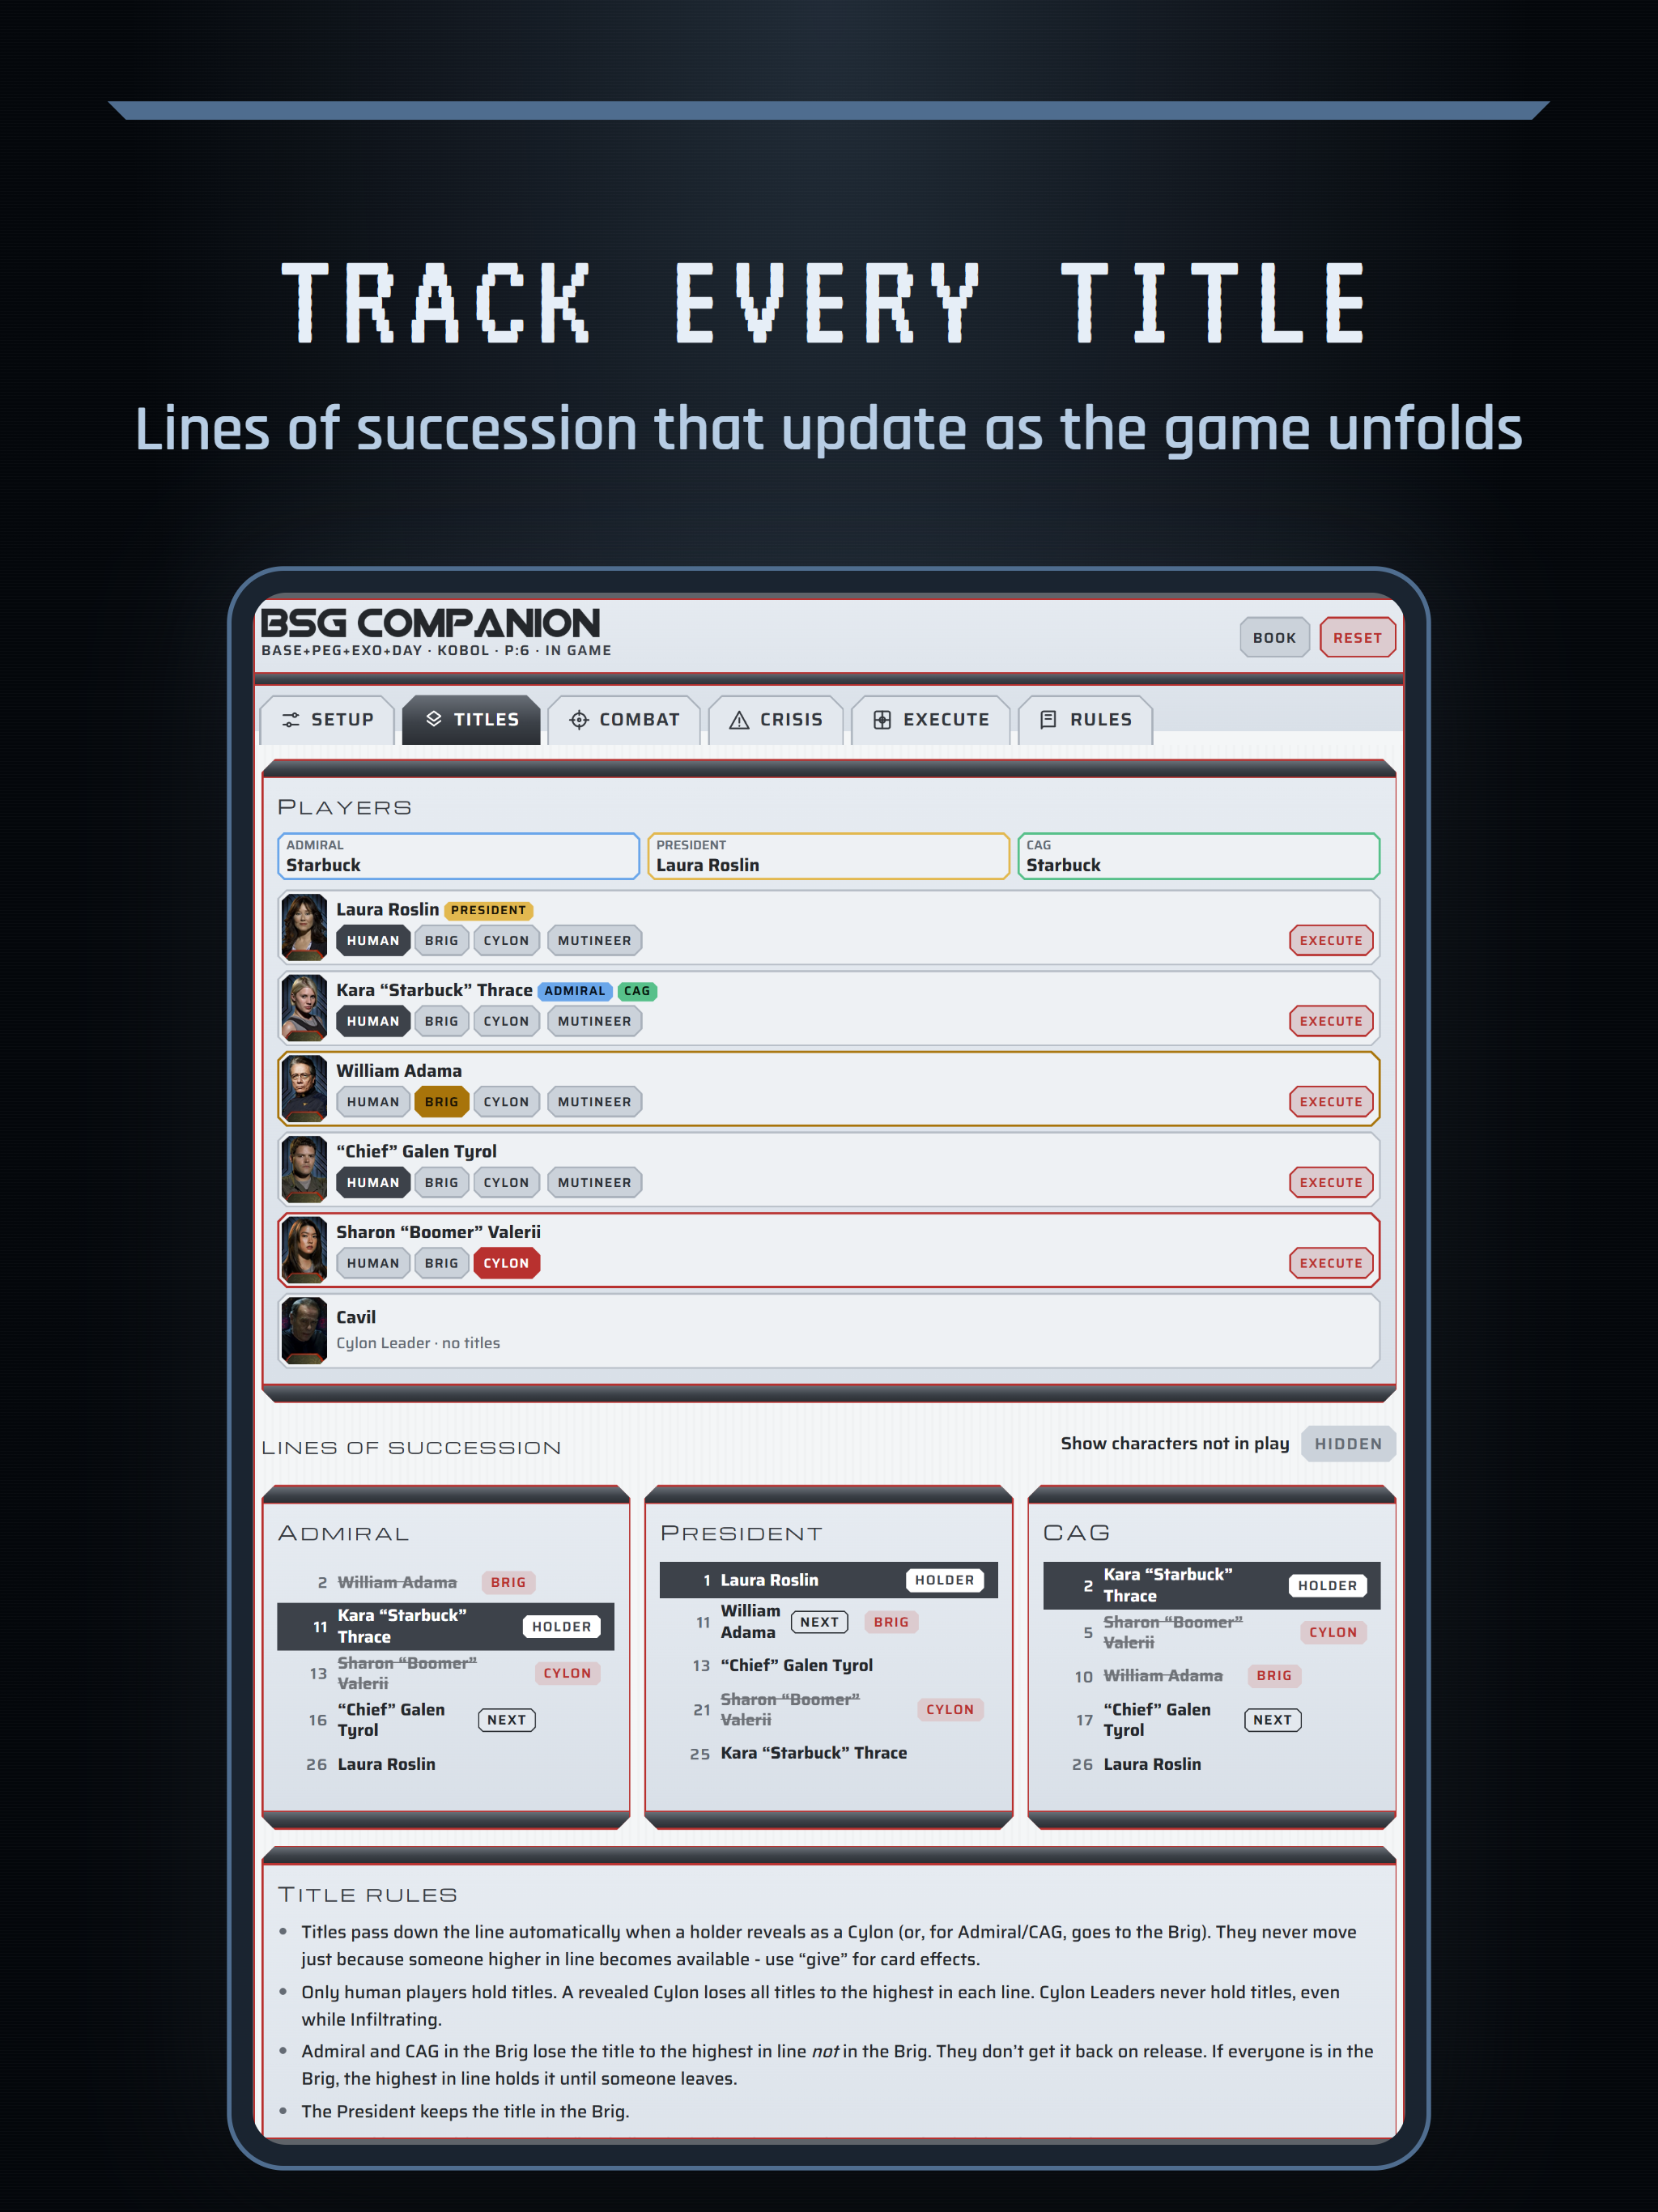 TRACK EVERY TITLE
Lines of succession that update as the game unfolds
BSG COMPANION
BASE+PEG+EXO+DAY · KOBOL · P:6 · IN GAME
BOOK
RESET
SETUP
TITLES
COMBAT
CRISIS
EXECUTE
RULES
PLAYERS
ADMIRAL
Starbuck
PRESIDENT
Laura Roslin
CAG
Starbuck
Laura Roslin PRESIDENT
HUMAN BRIG CYLON MUTINEER EXECUTE
Kara “Starbuck” Thrace ADMIRAL CAG
HUMAN BRIG CYLON MUTINEER EXECUTE
William Adama
HUMAN BRIG CYLON MUTINEER EXECUTE
“Chief” Galen Tyrol
HUMAN BRIG CYLON MUTINEER EXECUTE
Sharon “Boomer” Valerii
HUMAN BRIG CYLON EXECUTE
Cavil
Cylon Leader · no titles
LINES OF SUCCESSION
Show characters not in play HIDDEN
ADMIRAL
2 William Adama BRIG
11 Kara “Starbuck”
Thrace HOLDER
13 Sharon “Boomer”
Valerii CYLON
16 “Chief” Galen
Tyrol NEXT
26 Laura Roslin
PRESIDENT
1 Laura Roslin HOLDER
11 William
Adama NEXT BRIG
13 “Chief” Galen Tyrol
21 Sharon “Boomer”
Valerii CYLON
25 Kara “Starbuck” Thrace
CAG
2 Kara “Starbuck”
Thrace HOLDER
5 Sharon “Boomer”
Valerii CYLON
10 William Adama BRIG
17 “Chief” Galen
Tyrol NEXT
26 Laura Roslin
TITLE RULES
• Titles pass down the line automatically when a holder reveals as a Cylon (or, for Admiral/CAG, goes to the Brig). They never move
just because someone higher in line becomes available - use “give” for card effects.
• Only human players hold titles. A revealed Cylon loses all titles to the highest in each line. Cylon Leaders never hold titles, even
while Infiltrating.
• Admiral and CAG in the Brig lose the title to the highest in line not in the Brig. They don’t get it back on release. If everyone is in the
Brig, the highest in line holds it until someone leaves.
• The President keeps the title in the Brig.